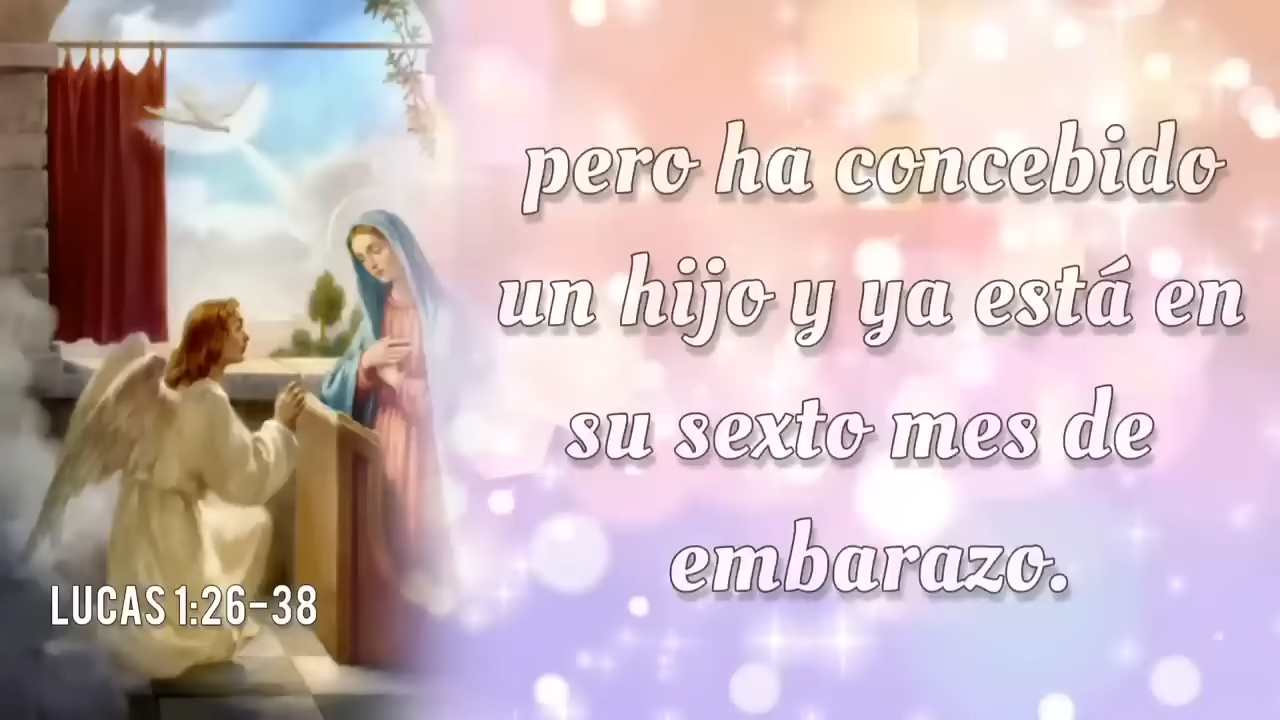 pero ha concebido
un hijo y ya está en
su sexto mes de
embarazo.
LUCAS 1:26-38